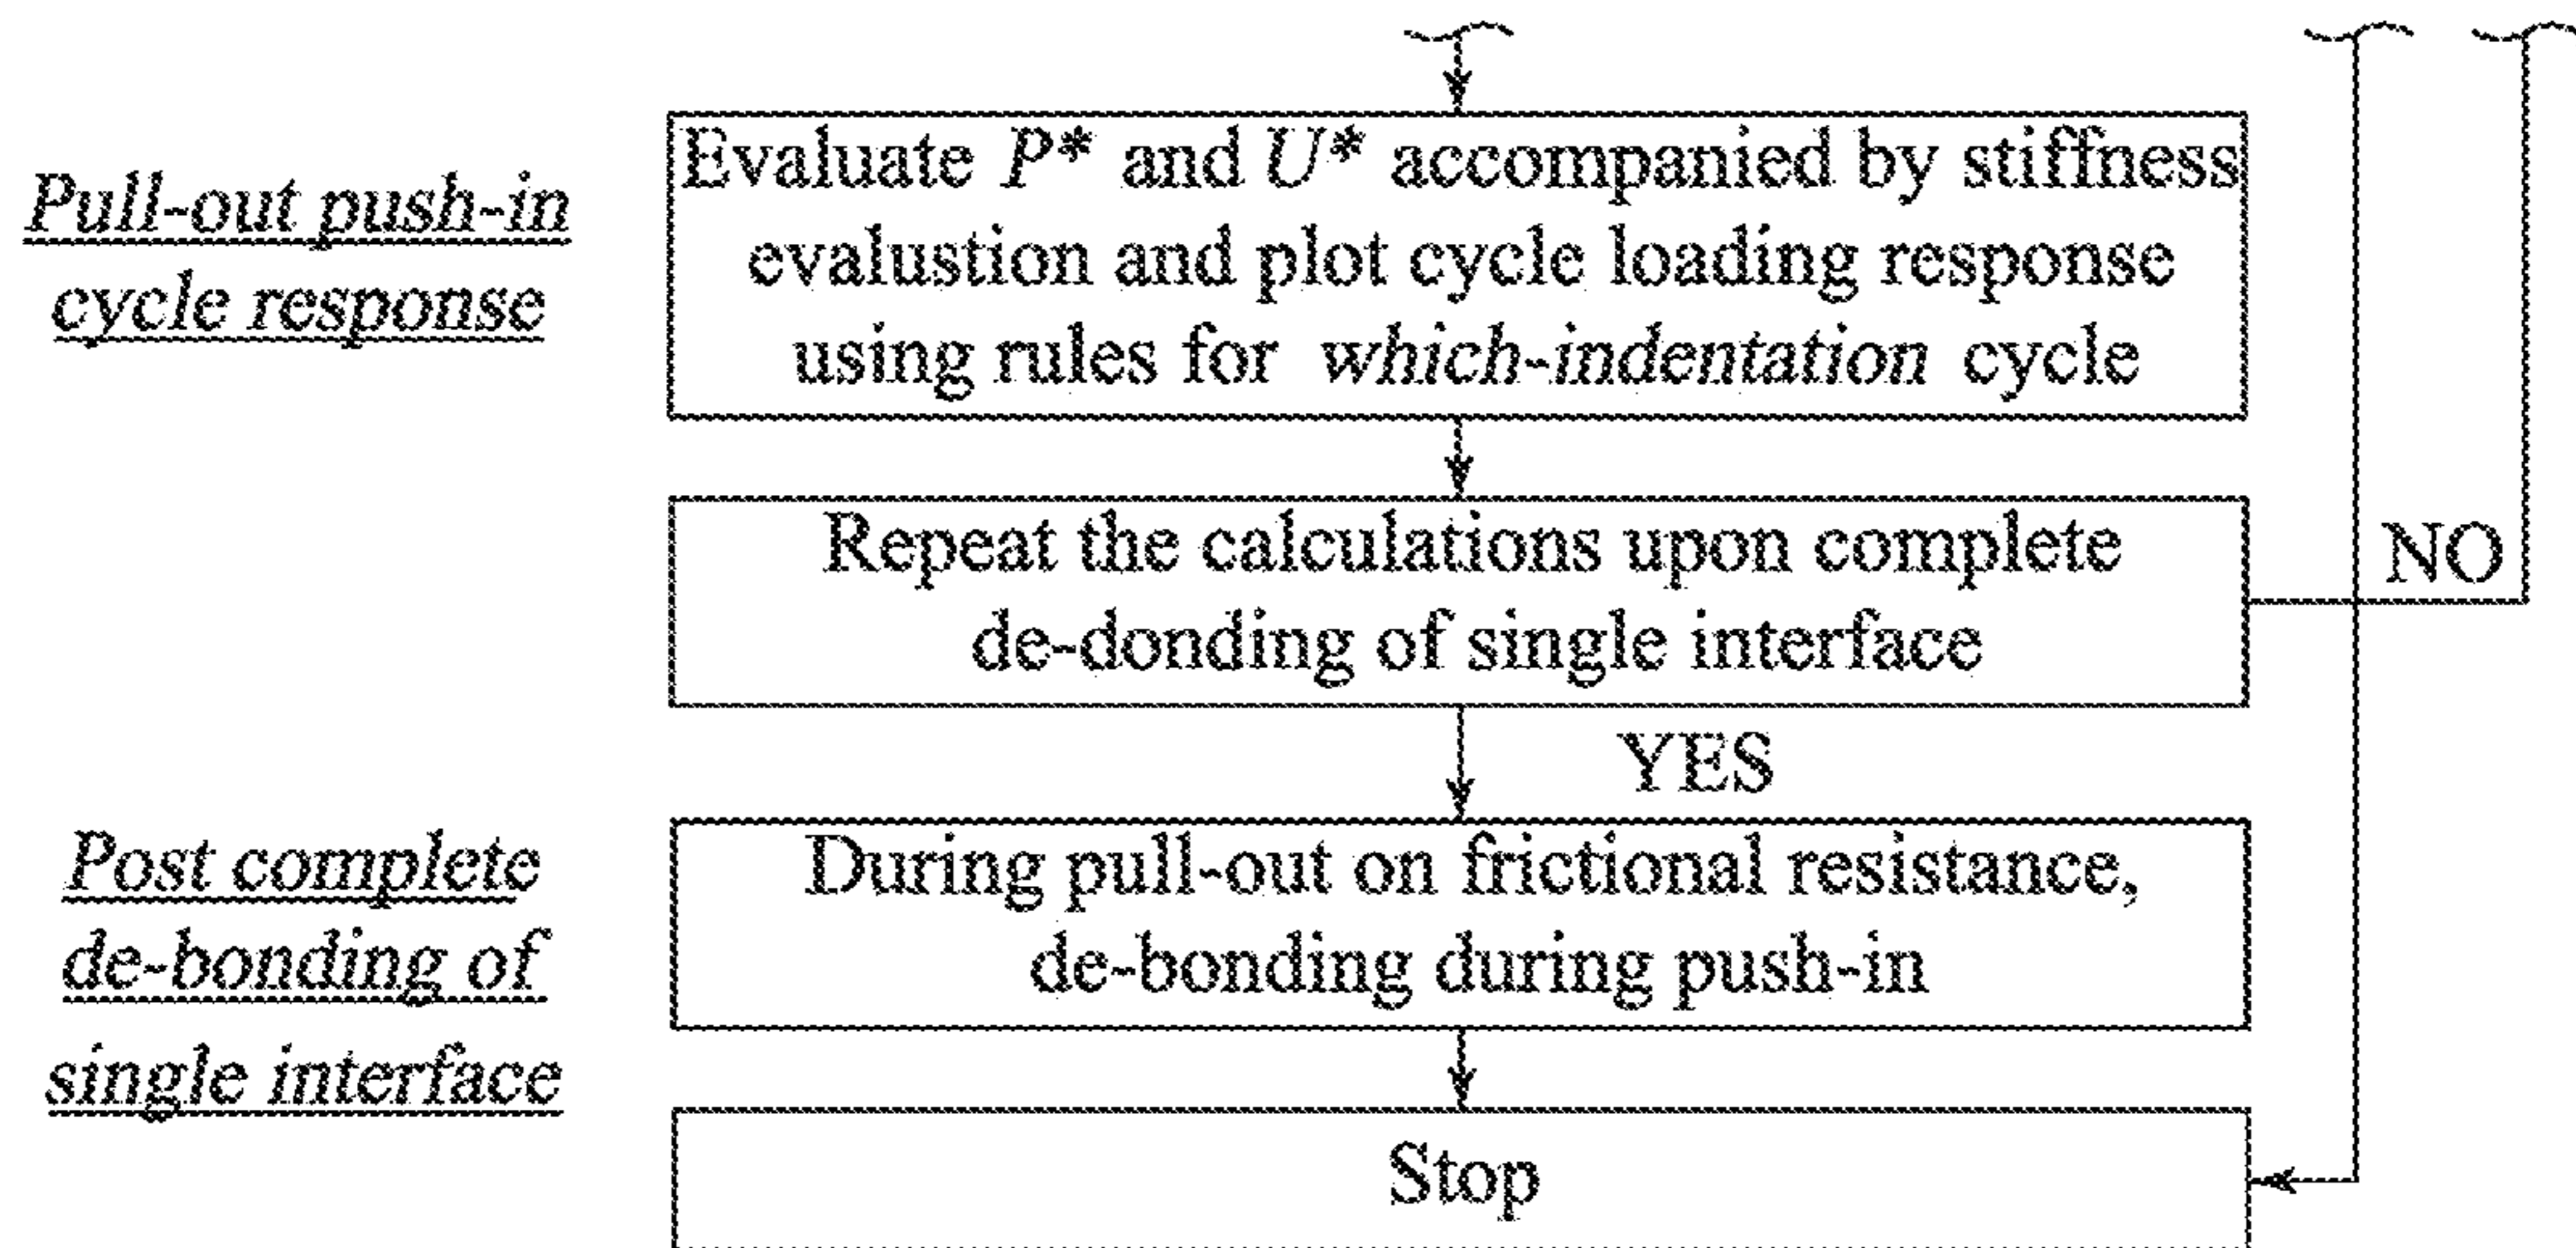 Pull-out push-in
cycle response
Evaluate P* and U* accompanied by stiffness
evalustion and plot cycle loading response
using rules for which-indentation cycle
Repeat the calculations upon complete
de-donding of single interface
NO
YES
Post complete
de-bonding of
single interface
During pull-out on frictional resistance,
de-bonding during push-in
Stop